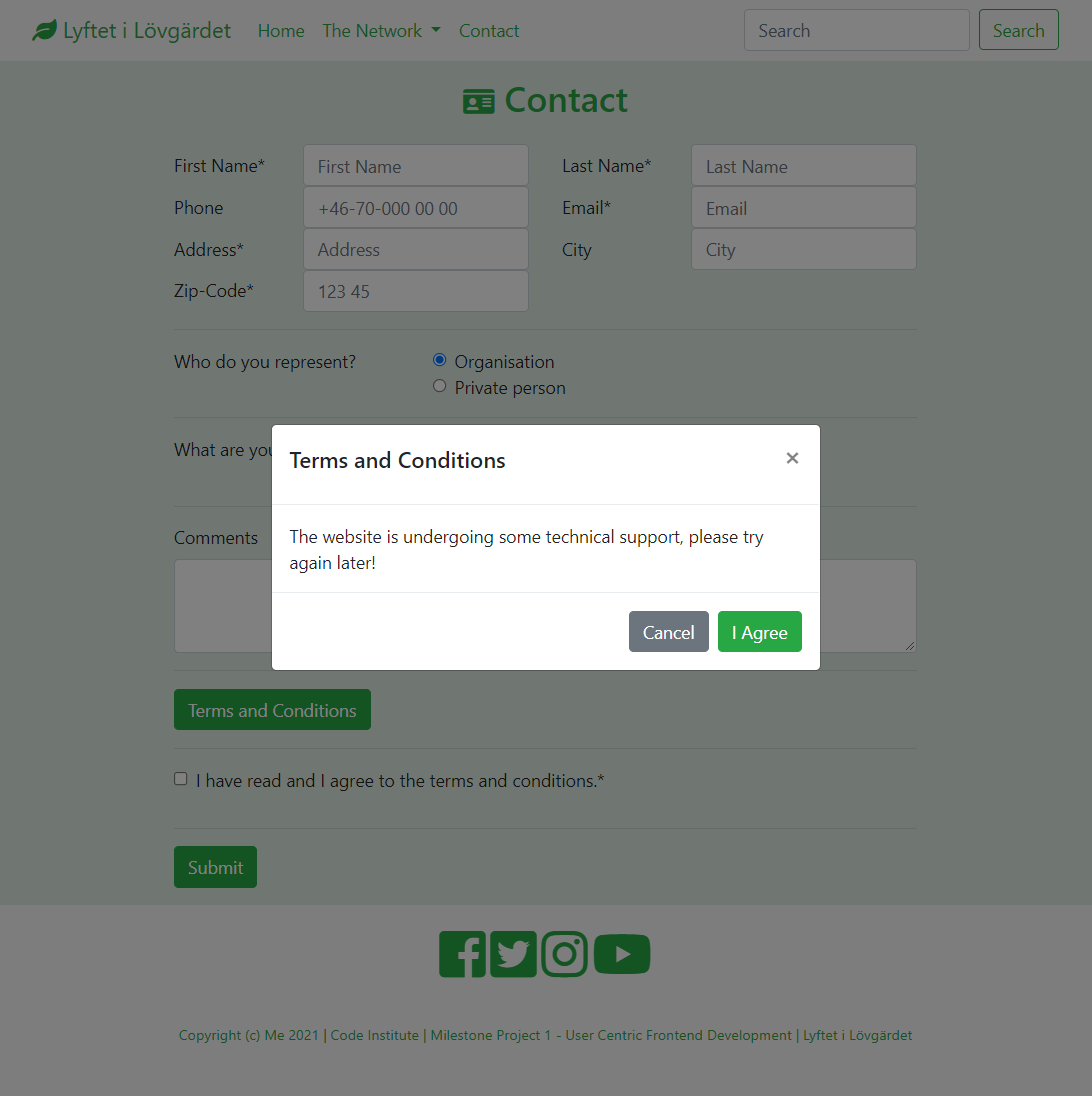 Lyftet i Lövgärdet Home The Network Contact Search Search
Contact
First Name* First Name Last Name* Last Name
Phone +46-70-000 00 00 Email* Email
Address* Address City City
Zip-Code* 123 45
Who do you represent? Organisation
Private person
What are you
Terms and Conditions ×
The website is undergoing some technical support, please try
again later!
Cancel I Agree
Comments
Terms and Conditions
I have read and I agree to the terms and conditions.*
Submit
Copyright (c) Me 2021 | Code Institute | Milestone Project 1 - User Centric Frontend Development | Lyftet i Lövgärdet